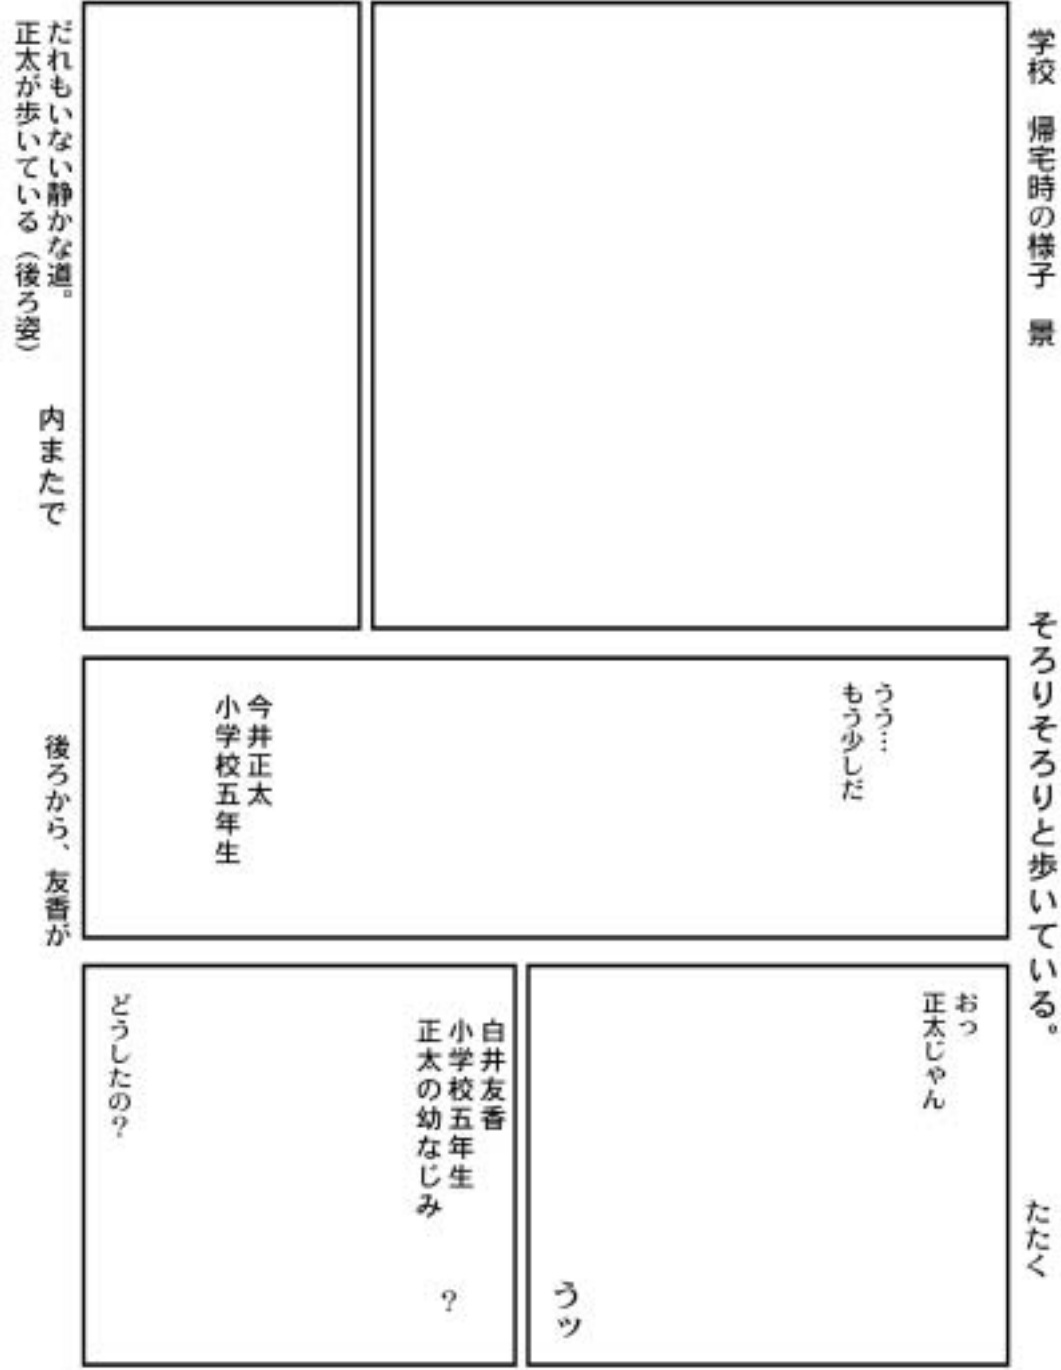 学校　帰宅時の様子　景
だれもいない静かな道。
正太が歩いている（後ろ姿）
内またで
そろりそろりと歩いている。
うう…
もう少しだ
今井正太
小学校五年生
後ろから、友香が
たたく
おっ
正太じゃん
うッ
白井友香
小学校五年生
正太の幼なじみ
？
どうしたの？